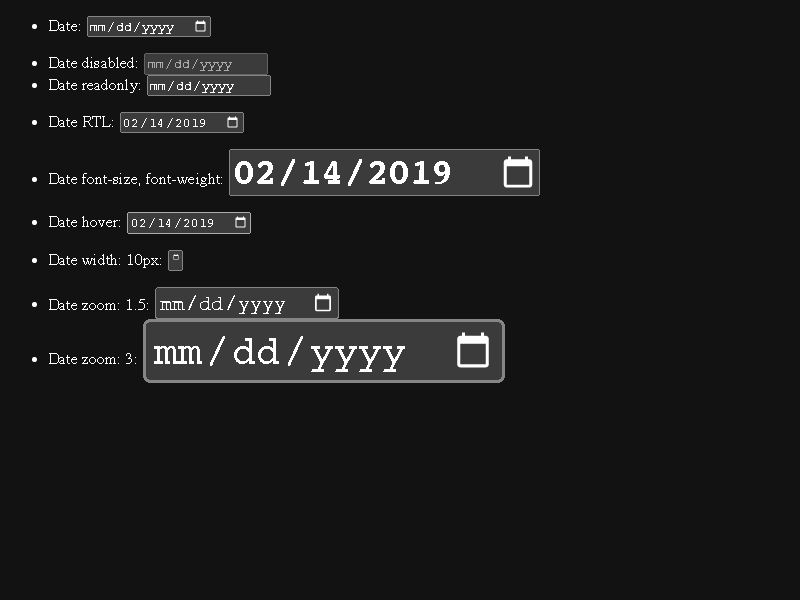 Date: mm/dd/yyyy
Date disabled: mm/dd/yyyy
Date readonly: mm/dd/yyyy
Date RTL: 02/14/2019
Date font-size, font-weight: 02/14/2019
Date hover: 02/14/2019
Date width: 10px:
Date zoom: 1.5: mm/dd/yyyy
Date zoom: 3: mm/dd/yyyy